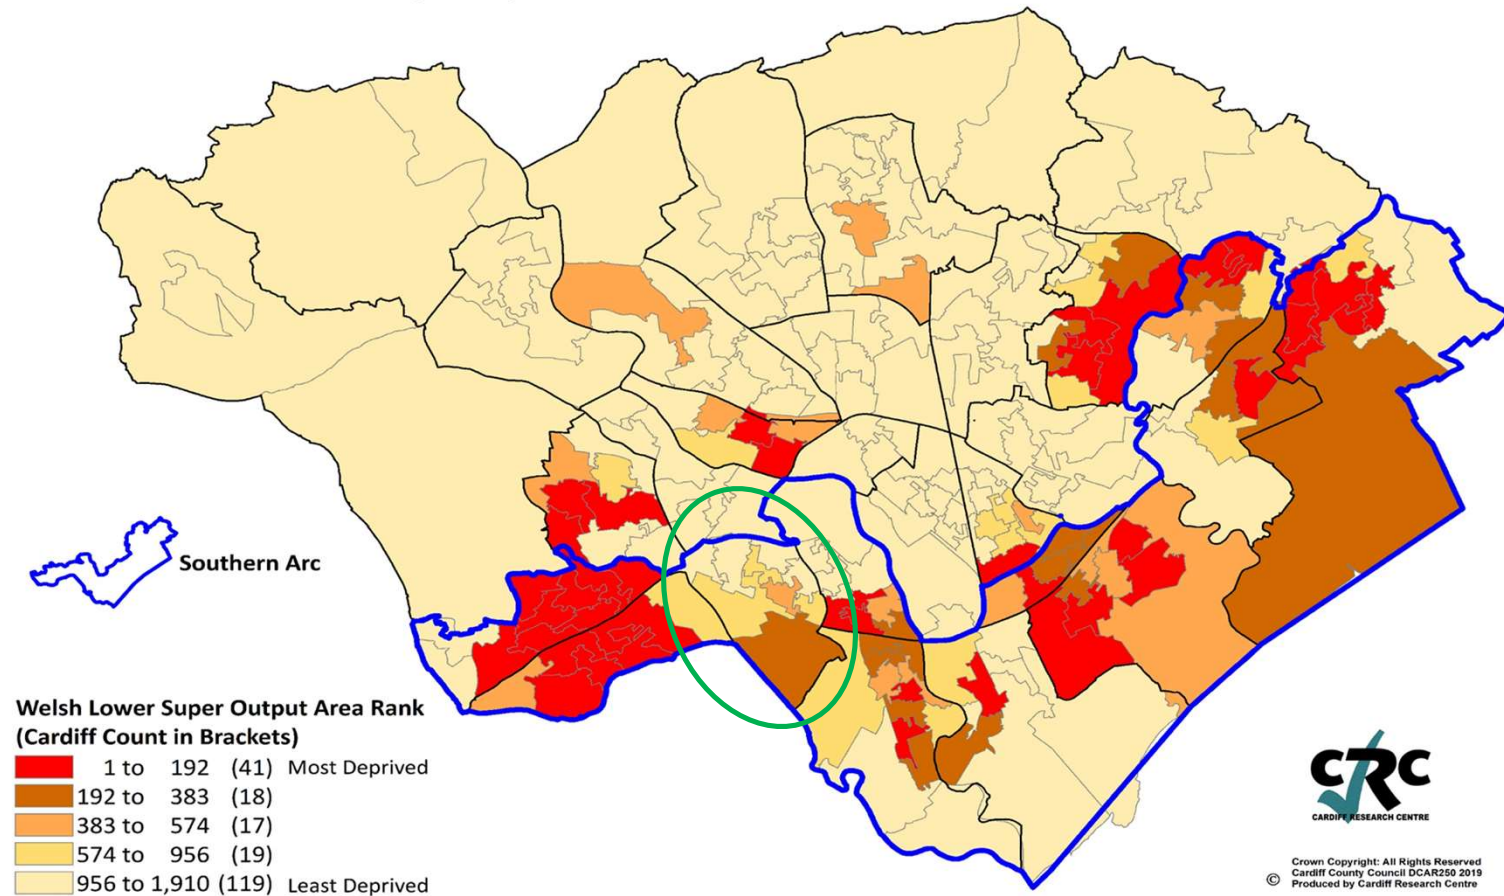 Southern Arc
Welsh Lower Super Output Area Rank
(Cardiff Count in Brackets)
1 to 192 (41) Most Deprived
192 to 383 (18)
383 to 574 (17)
574 to 956 (19)
956 to 1,910 (119) Least Deprived
CRC
CARDIFF RESEARCH CENTRE
Crown Copyright: All Rights Reserved
Cardiff County Council DCAR250 2019
© Produced by Cardiff Research Centre